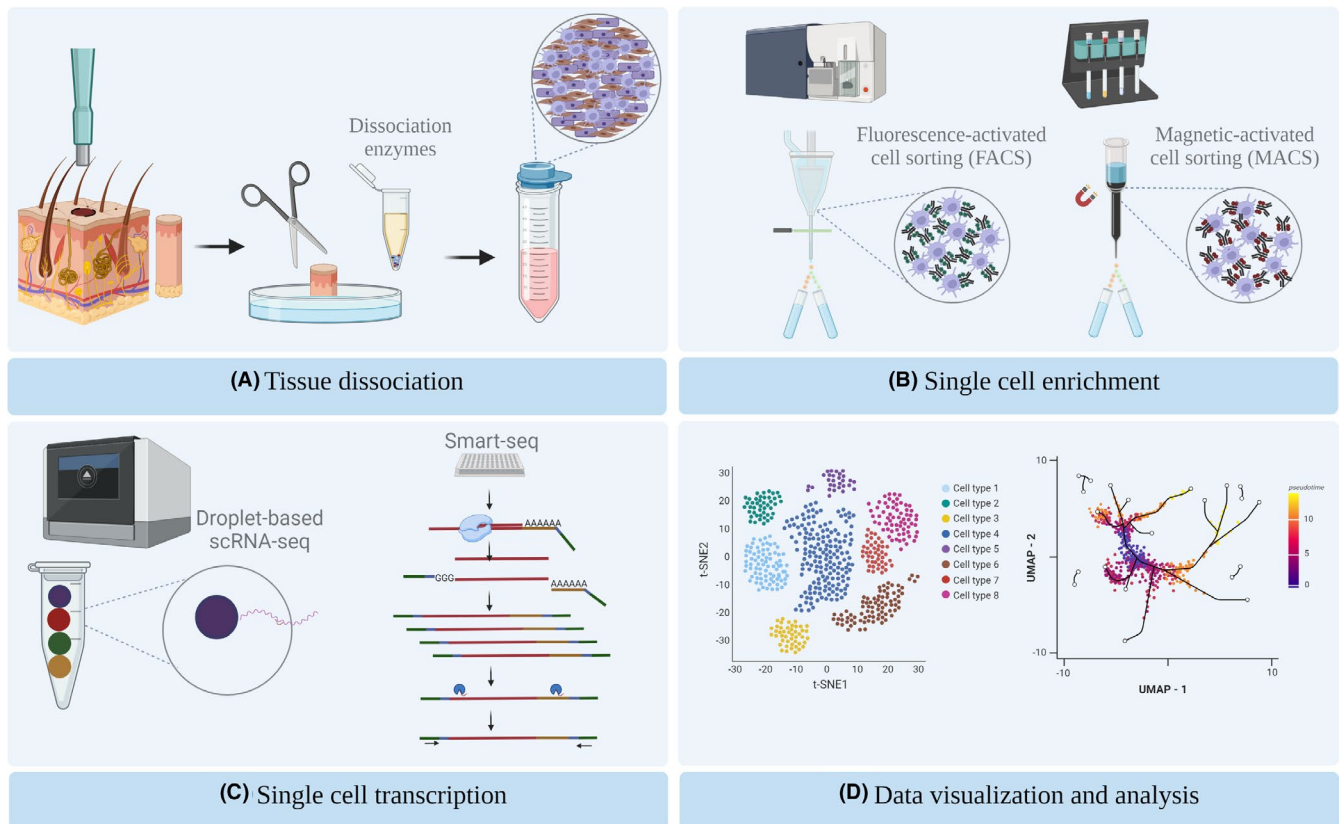 Dissociation
enzymes
(A) Tissue dissociation
Fluorescence-activated
cell sorting (FACS)
Magnetic-activated
cell sorting (MACS)
(B) Single cell enrichment
Droplet-based
scRNA-seq
Smart-seq
AAAAAA
GGG
AAAAAA
(C) Single cell transcription
30
20
10
0
-10
-20
-30
t-SNE2
-30 -20 -10 0 10 20 30
t-SNE1
Cell type 1
Cell type 2
Cell type 3
Cell type 4
Cell type 5
Cell type 6
Cell type 7
Cell type 8
10
-10
UMAP - 2
-10 10
UMAP - 1
pseudotime
10
5
0
(D) Data visualization and analysis